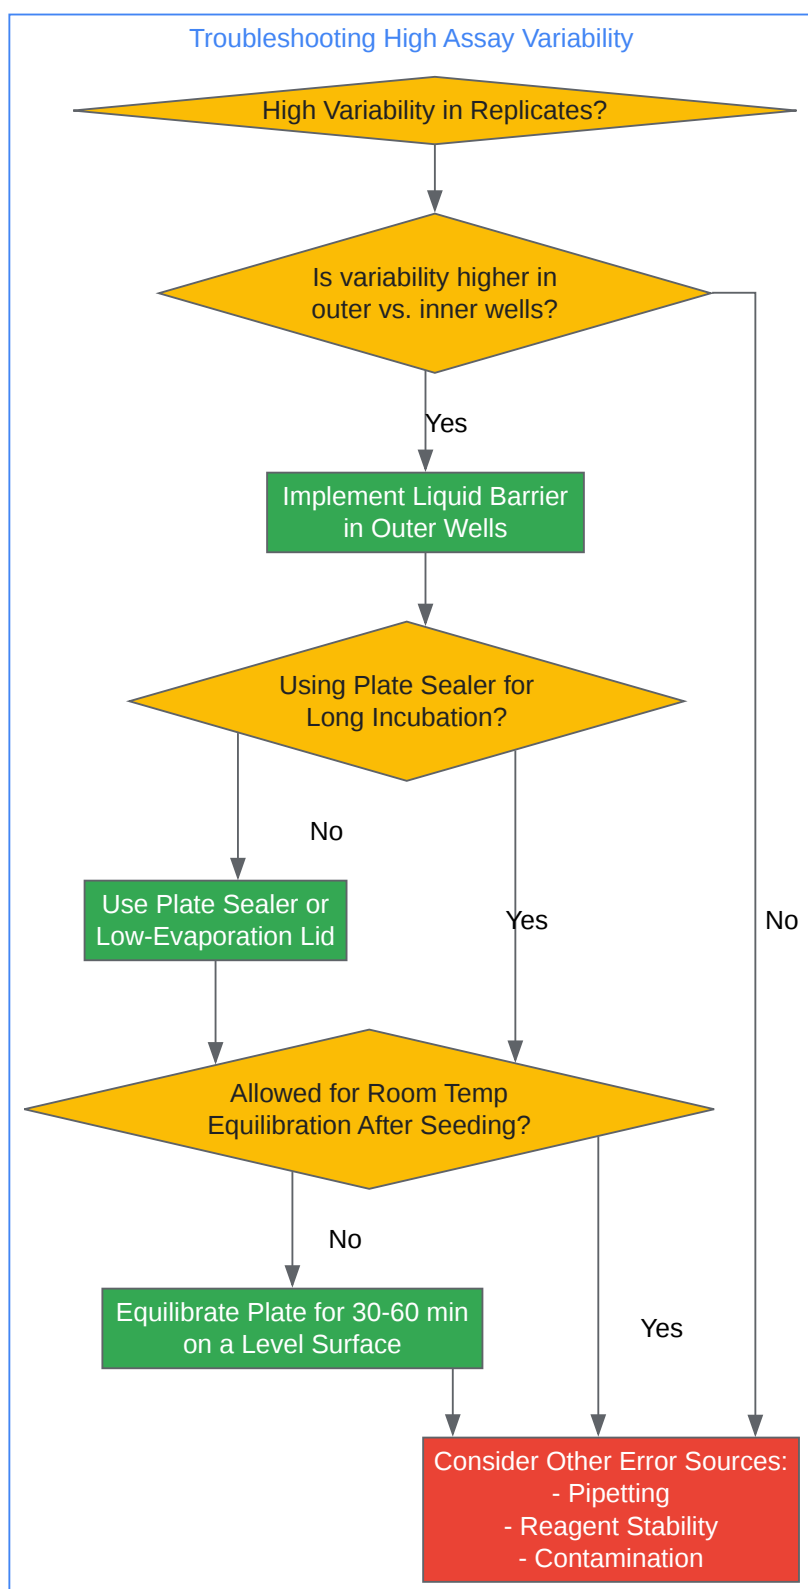 Troubleshooting High Assay Variability
High Variability in Replicates?
Is variability higher in
outer vs. inner wells?
Yes
Implement Liquid Barrier
in Outer Wells
Using Plate Sealer for
Long Incubation?
No
Use Plate Sealer or
Low-Evaporation Lid
Yes
No
Allowed for Room Temp
Equilibration After Seeding?
No
Equilibrate Plate for 30-60 min
on a Level Surface
Yes
Consider Other Error Sources:
- Pipetting
- Reagent Stability
- Contamination